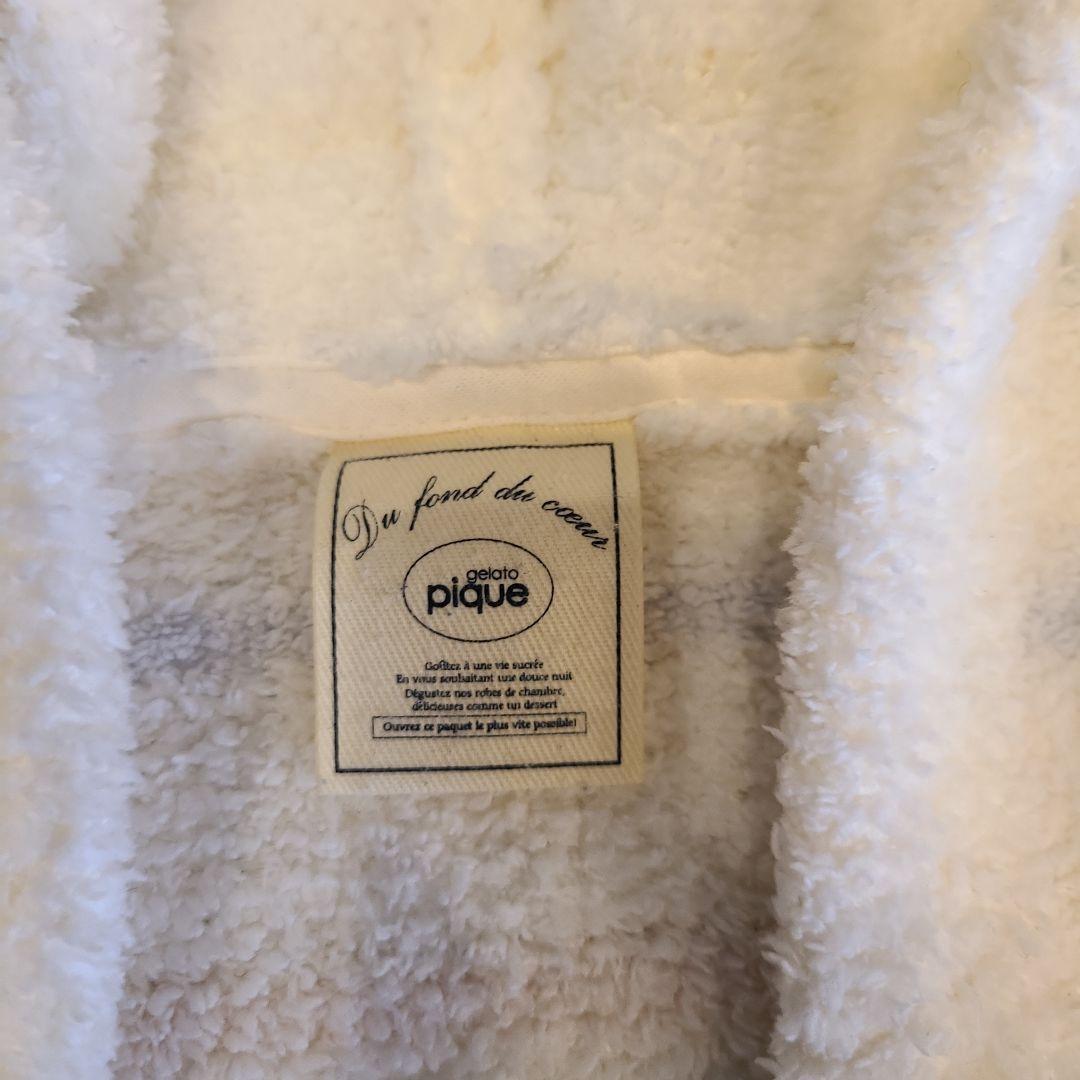 Du fond du cœur
gelato
pique
Goûtez à une vie sucrée
En vous souhaitant une douce nuit
Dégustez nos robes de chambre,
délicieuses comme un dessert
Ouvrez ce paquet le plus vite possible!